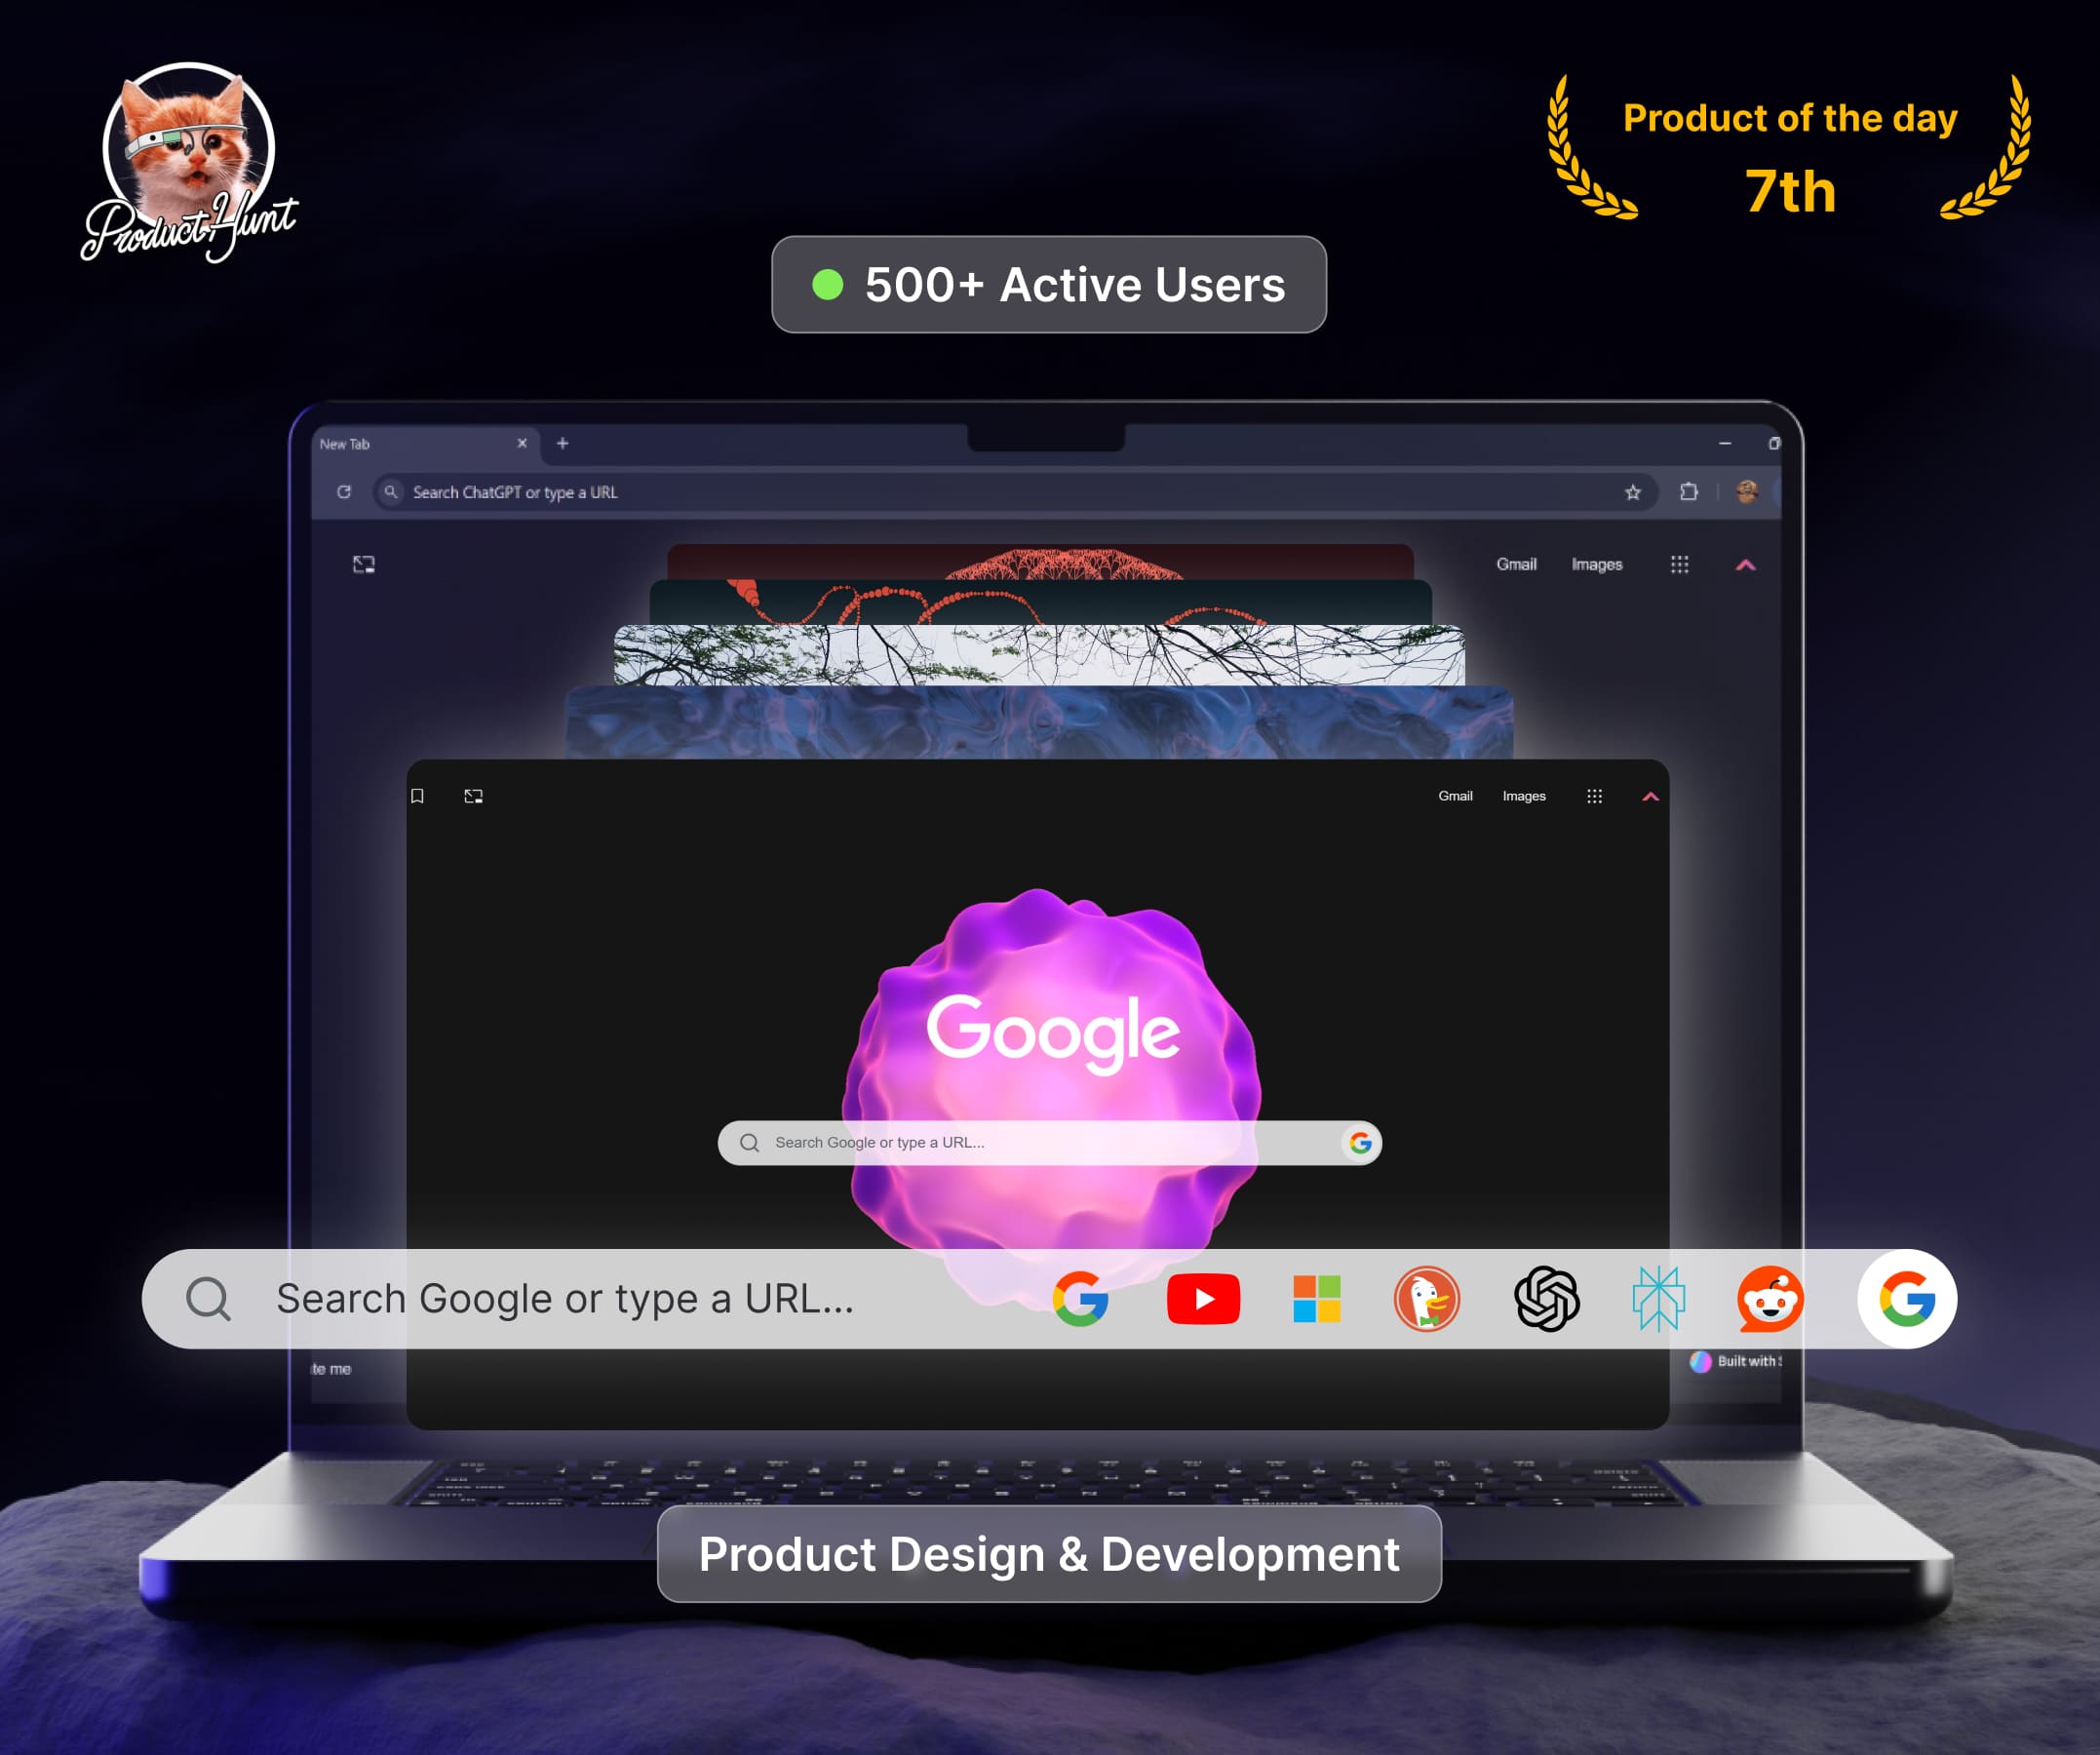 Product Hunt
Product of the day
7th
500+ Active Users
New Tab
Search ChatGPT or type a URL
Gmail Images
Gmail Images
Google
Search Google or type a URL...
Search Google or type a URL...
te me
Built with
Product Design & Development